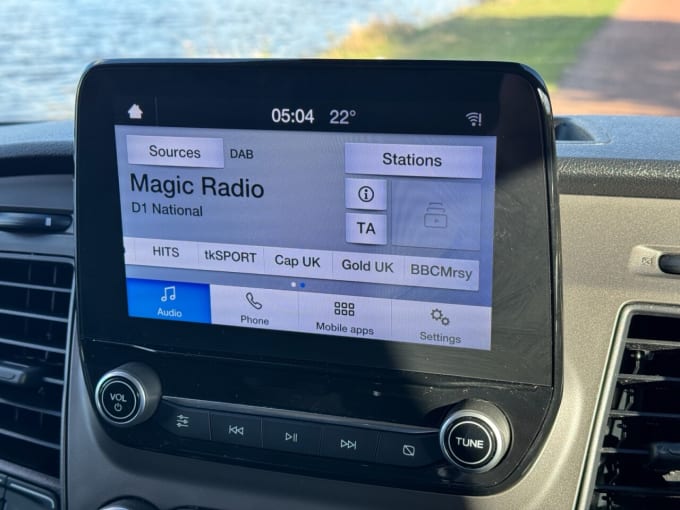 05:04 22°
Sources DAB
Stations
Magic Radio
D1 National
TA
HITS tkSPORT Cap UK Gold UK BBCMrsy
Audio Phone Mobile apps Settings
VOL
TUNE